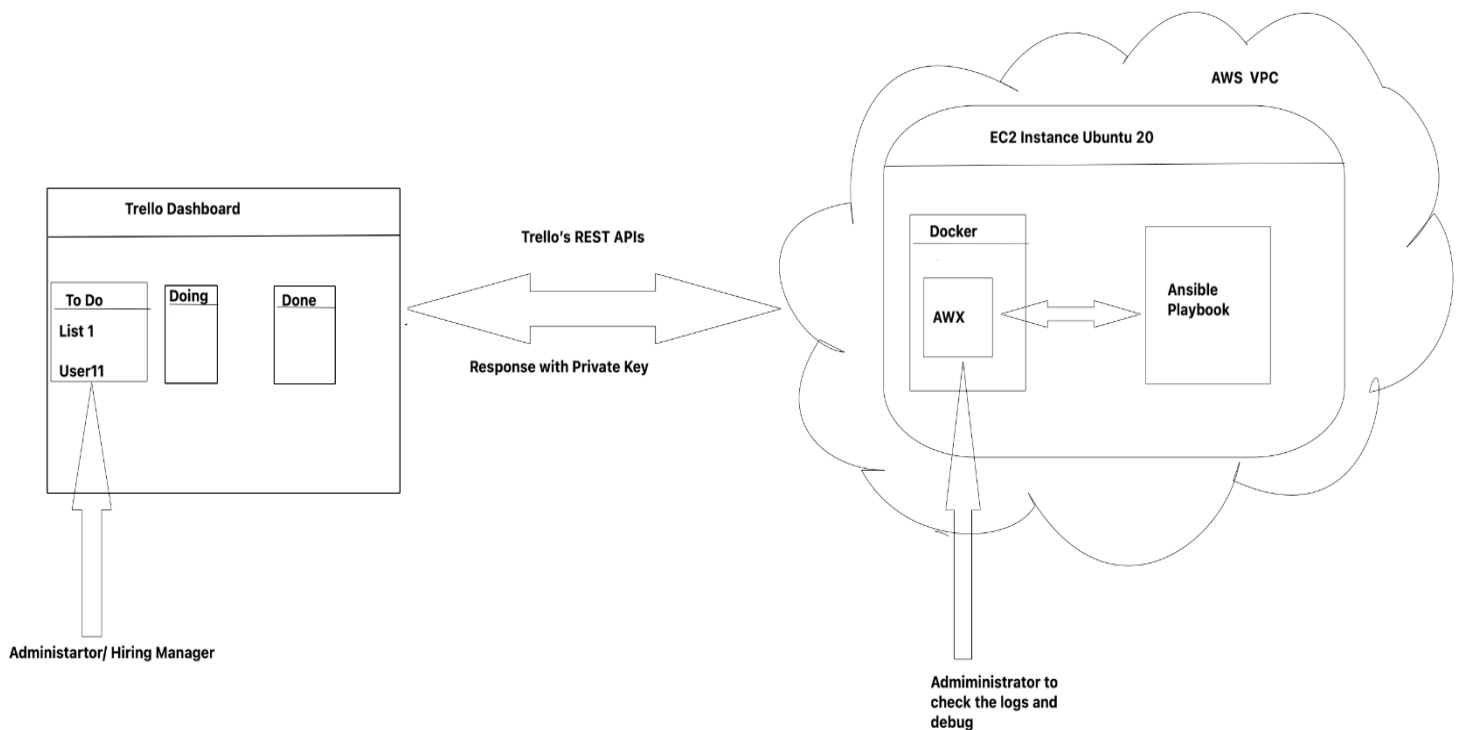 AWS VPC
EC2 Instance Ubuntu 20
Trello Dashboard
Trello's REST APIs
Docker
To Do
Doing
Done
List 1
User11
AWX
Ansible
Playbook
Response with Private Key
Administartor/ Hiring Manager
Admiministrator to
check the logs and
debug